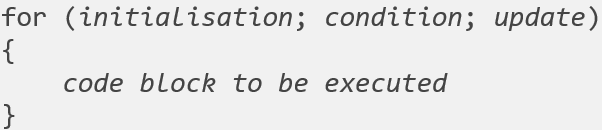 for (initialisation; condition; update)
{
    code block to be executed
}